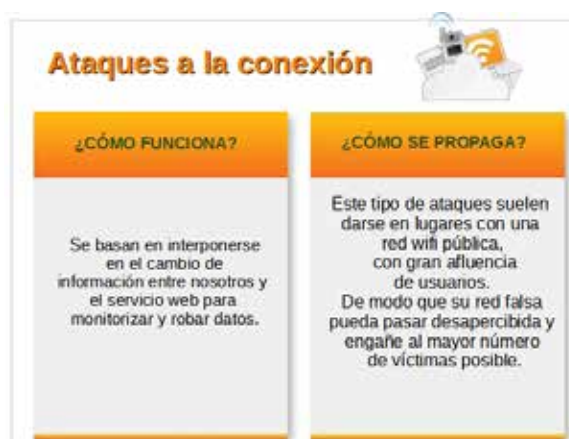 Ataques a la conexión
¿CÓMO FUNCIONA?
Se basan en interponerse
en el cambio de
información entre nosotros y
el servicio web para
monitorizar y robar datos.
¿CÓMO SE PROPAGA?
Este tipo de ataques suelen
darse en lugares con una
red wifi pública,
con gran afluencia
de usuarios.
De modo que su red falsa
pueda pasar desapercibida y
engañe al mayor número
de víctimas posible.